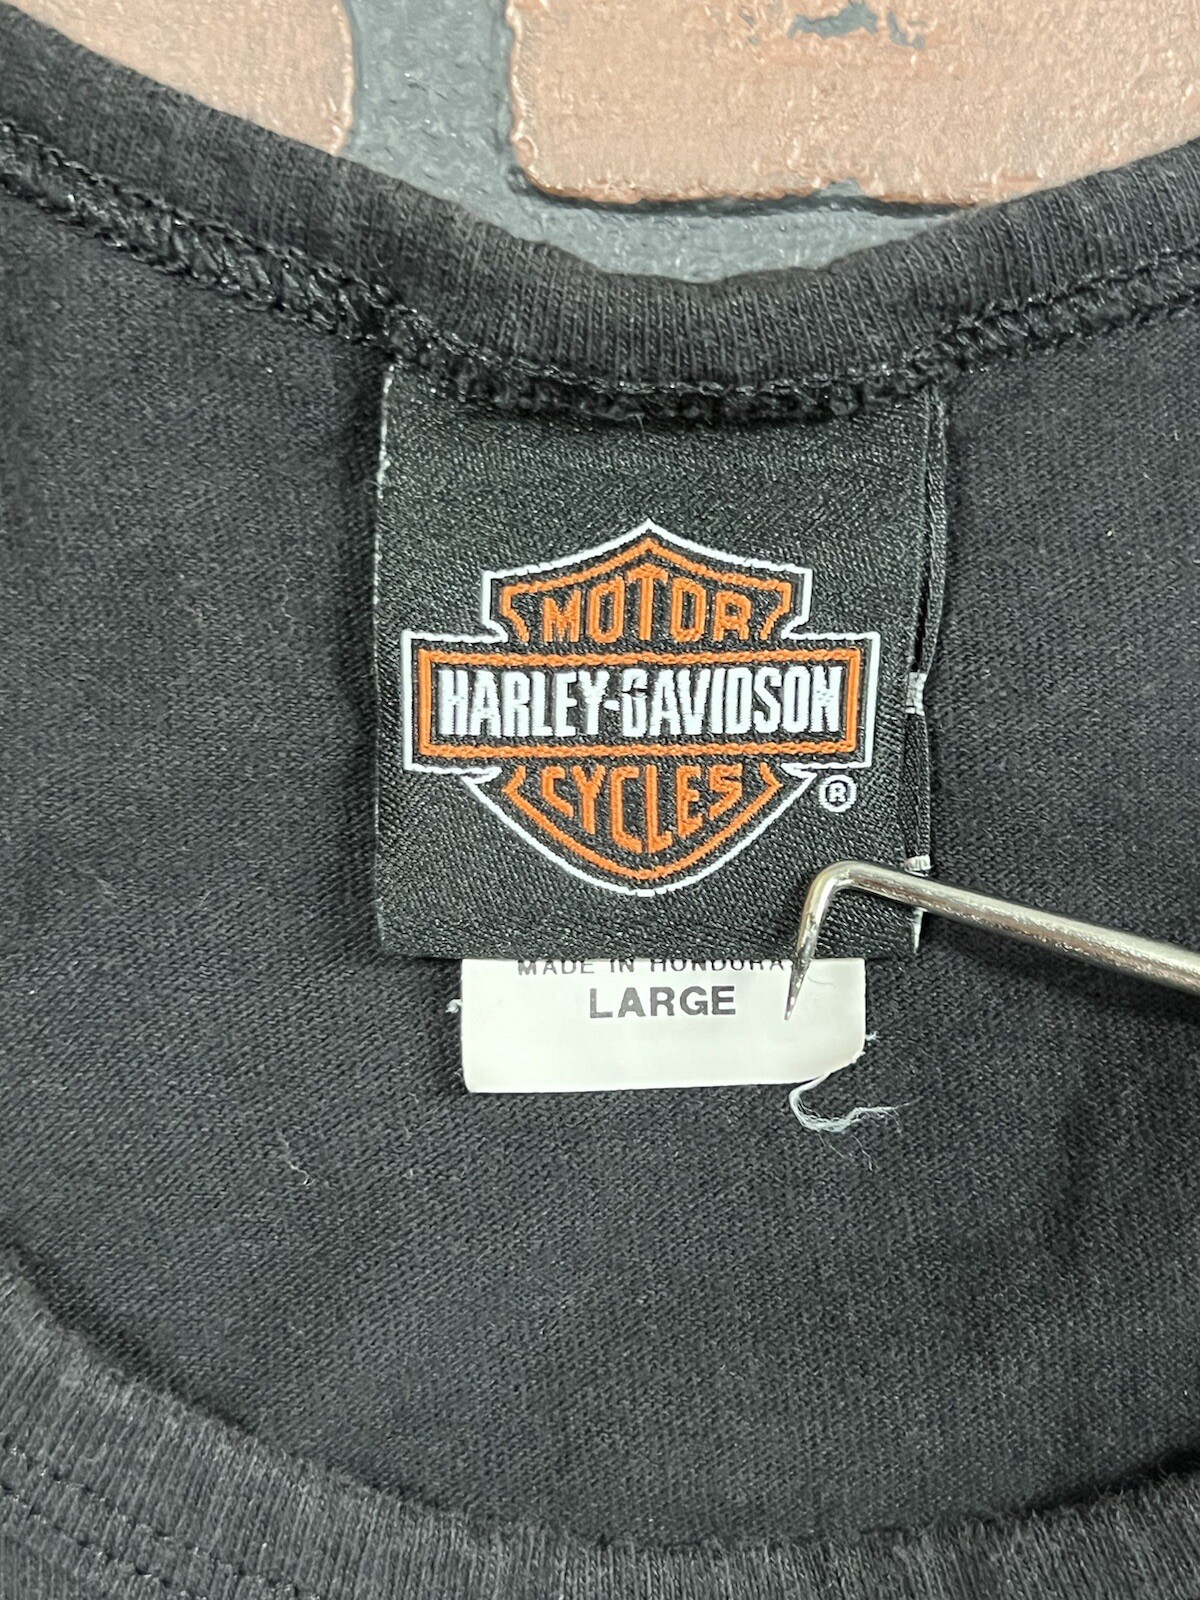 MOTOR
HARLEY-DAVIDSON
CYCLES
®
MADE IN HONDURAS
LARGE